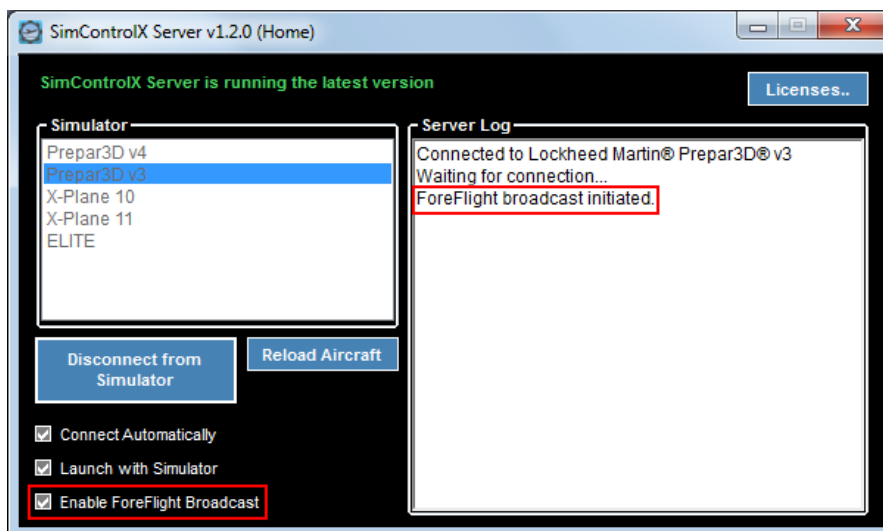 SimControlX Server v1.2.0 (Home)
SimControlX Server is running the latest version
Licenses..
Simulator
Prepar3D v4
Prepar3D v3
X-Plane 10
X-Plane 11
ELITE
Server Log
Connected to Lockheed Martin® Prepar3D® v3
Waiting for connection...
ForeFlight broadcast initiated.
Disconnect from
Simulator
Reload Aircraft
Connect Automatically
Launch with Simulator
Enable ForeFlight Broadcast